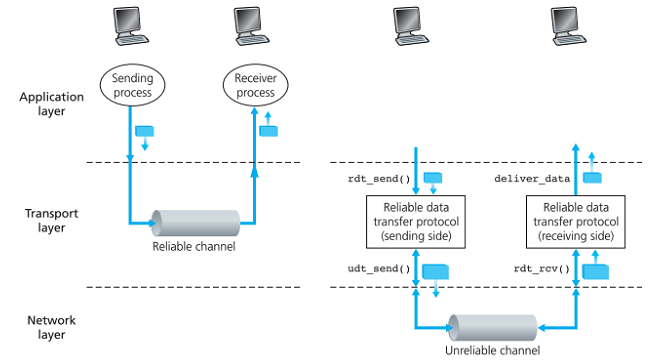 Sending
process
Receiver
process
Application
layer
rdt_send()
deliver_data
Transport
layer
Reliable channel
Reliable data
transfer protocol
(sending side)
Reliable data
transfer protocol
(receiving side)
udt_send()
rdt_rcv()
Network
layer
Unreliable channel